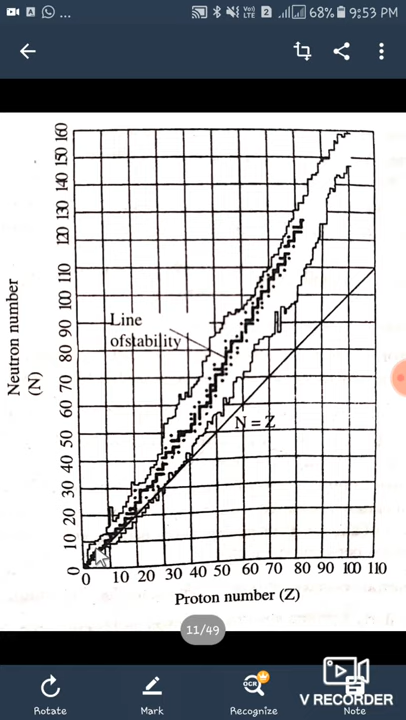 68% 9:53 PM
160
150
140
130
120
110
100
90
80
70
60
50
40
30
20
10
0
Neutron number
(N)
Line
ofstability
N = Z
0 10 20 30 40 50 60 70 80 90 100 110
Proton number (Z)
11/49
OCR
Rotate Mark Recognize Note
V RECORDER